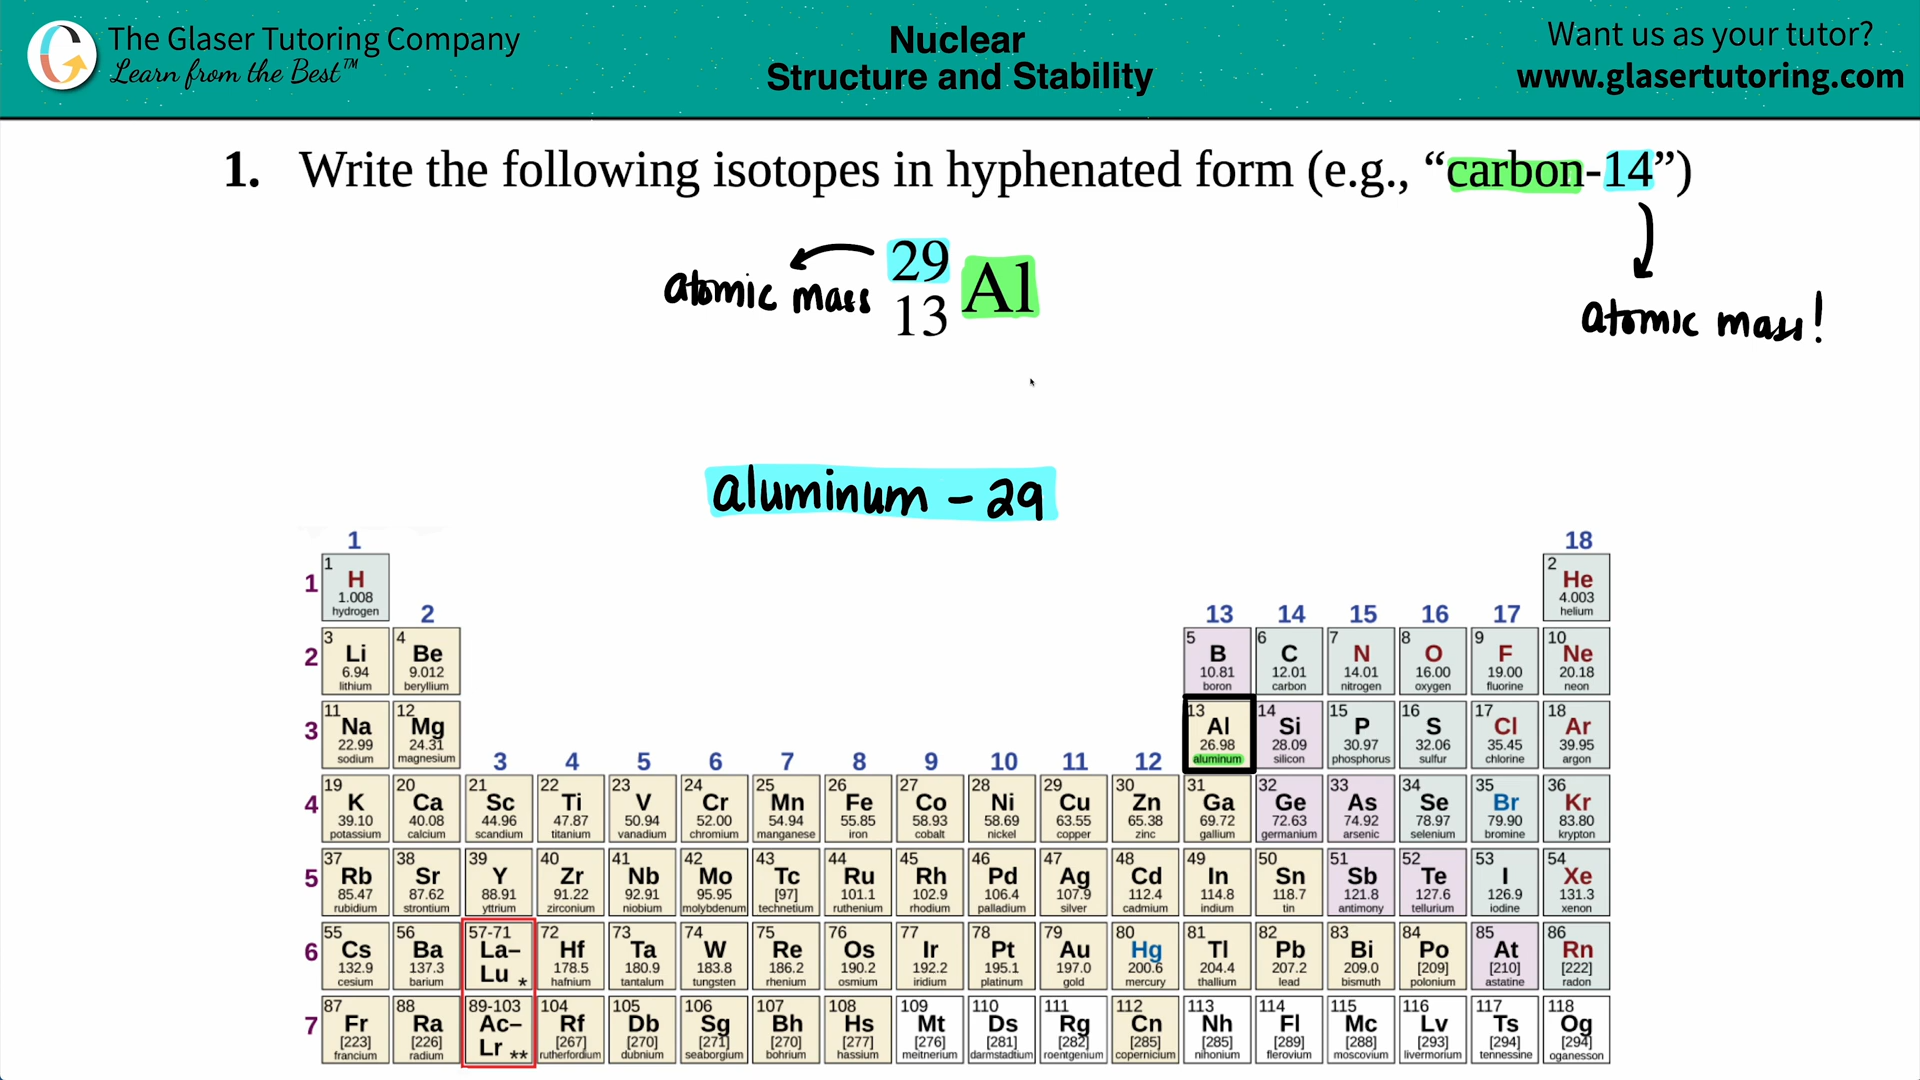 The Glaser Tutoring Company
Learn from the Best™
Nuclear
Structure and Stability
Want us as your tutor?
www.glasertutoring.com
1. Write the following isotopes in hyphenated form (e.g., “carbon-14”)
29
atomic mass
13
Al
atomic mass!
aluminum - 29
1 18
1 1 H 1.008 hydrogen 2 He 4.003 helium
2 13 14 15 16 17
2 3 Li 6.94 lithium 4 Be 9.012 beryllium 5 B 10.81 boron 6 C 12.01 carbon 7 N 14.01 nitrogen 8 O 16.00 oxygen 9 F 19.00 fluorine 10 Ne 20.18 neon
3 11 Na 22.99 sodium 12 Mg 24.31 magnesium 13 Al 26.98 aluminum 14 Si 28.09 silicon 15 P 30.97 phosphorus 16 S 32.06 sulfur 17 Cl 35.45 chlorine 18 Ar 39.95 argon
3 4 5 6 7 8 9 10 11 12
4 19 K 39.10 potassium 20 Ca 40.08 calcium 21 Sc 44.96 scandium 22 Ti 47.87 titanium 23 V 50.94 vanadium 24 Cr 52.00 chromium 25 Mn 54.94 manganese 26 Fe 55.85 iron 27 Co 58.93 cobalt 28 Ni 58.69 nickel 29 Cu 63.55 copper 30 Zn 65.38 zinc 31 Ga 69.72 gallium 32 Ge 72.63 germanium 33 As 74.92 arsenic 34 Se 78.97 selenium 35 Br 79.90 bromine 36 Kr 83.80 krypton
5 37 Rb 85.47 rubidium 38 Sr 87.62 strontium 39 Y 88.91 yttrium 40 Zr 91.22 zirconium 41 Nb 92.91 niobium 42 Mo 95.95 molybdenum 43 Tc [97] technetium 44 Ru 101.1 ruthenium 45 Rh 102.9 rhodium 46 Pd 106.4 palladium 47 Ag 107.9 silver 48 Cd 112.4 cadmium 49 In 114.8 indium 50 Sn 118.7 tin 51 Sb 121.8 antimony 52 Te 127.6 tellurium 53 I 126.9 iodine 54 Xe 131.3 xenon
6 55 Cs 132.9 cesium 56 Ba 137.3 barium 57-71 La– Lu * 72 Hf 178.5 hafnium 73 Ta 180.9 tantalum 74 W 183.8 tungsten 75 Re 186.2 rhenium 76 Os 190.2 osmium 77 Ir 192.2 iridium 78 Pt 195.1 platinum 79 Au 197.0 gold 80 Hg 200.6 mercury 81 Tl 204.4 thallium 82 Pb 207.2 lead 83 Bi 209.0 bismuth 84 Po [209] polonium 85 At [210] astatine 86 Rn [222] radon
7 87 Fr [223] francium 88 Ra [226] radium 89-103 Ac– Lr ** 104 Rf [267] rutherfordium 105 Db [270] dubnium 106 Sg [271] seaborgium 107 Bh [270] bohrium 108 Hs [277] hassium 109 Mt [276] meitnerium 110 Ds [281] darmstadtium 111 Rg [282] roentgenium 112 Cn [285] copernicium 113 Nh [285] nihonium 114 Fl [289] flerovium 115 Mc [288] moscovium 116 Lv [293] livermorium 117 Ts [294] tennessine 118 Og [294] oganesson